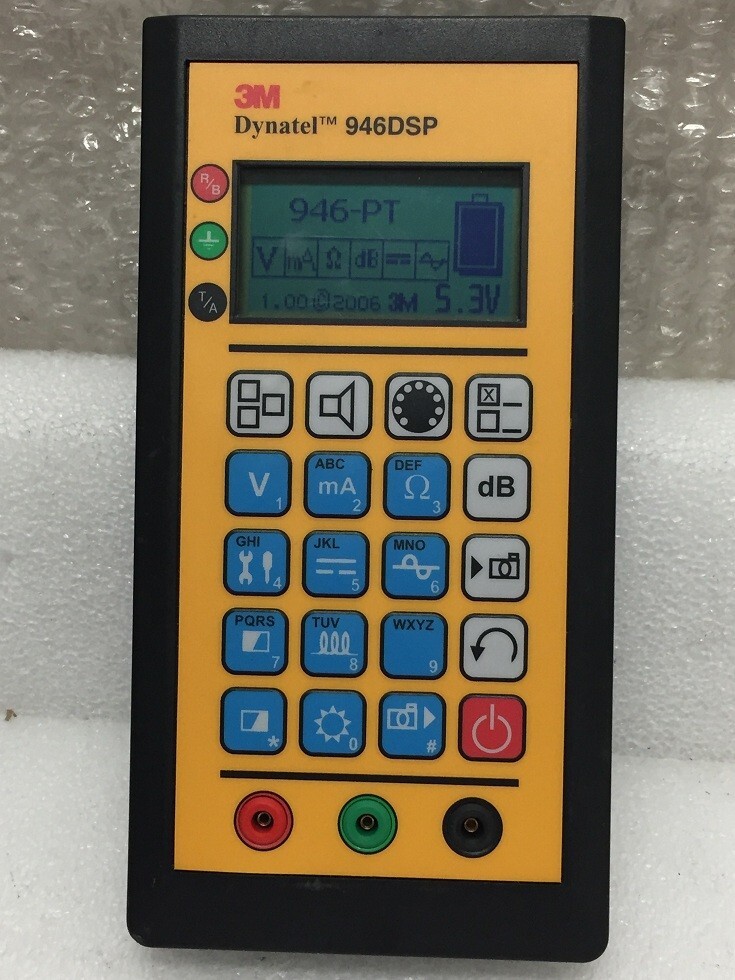 3M
Dynatel™ 946DSP
R/B
946-PT
V mA Ω dB
T/A
1.00©2006 3M 5.3V
X
V 1
ABC
mA 2
DEF
Ω 3
dB
GHI
4
JKL
5
MNO
6
PQRS
7
TUV
8
WXYZ
9
*
0
#